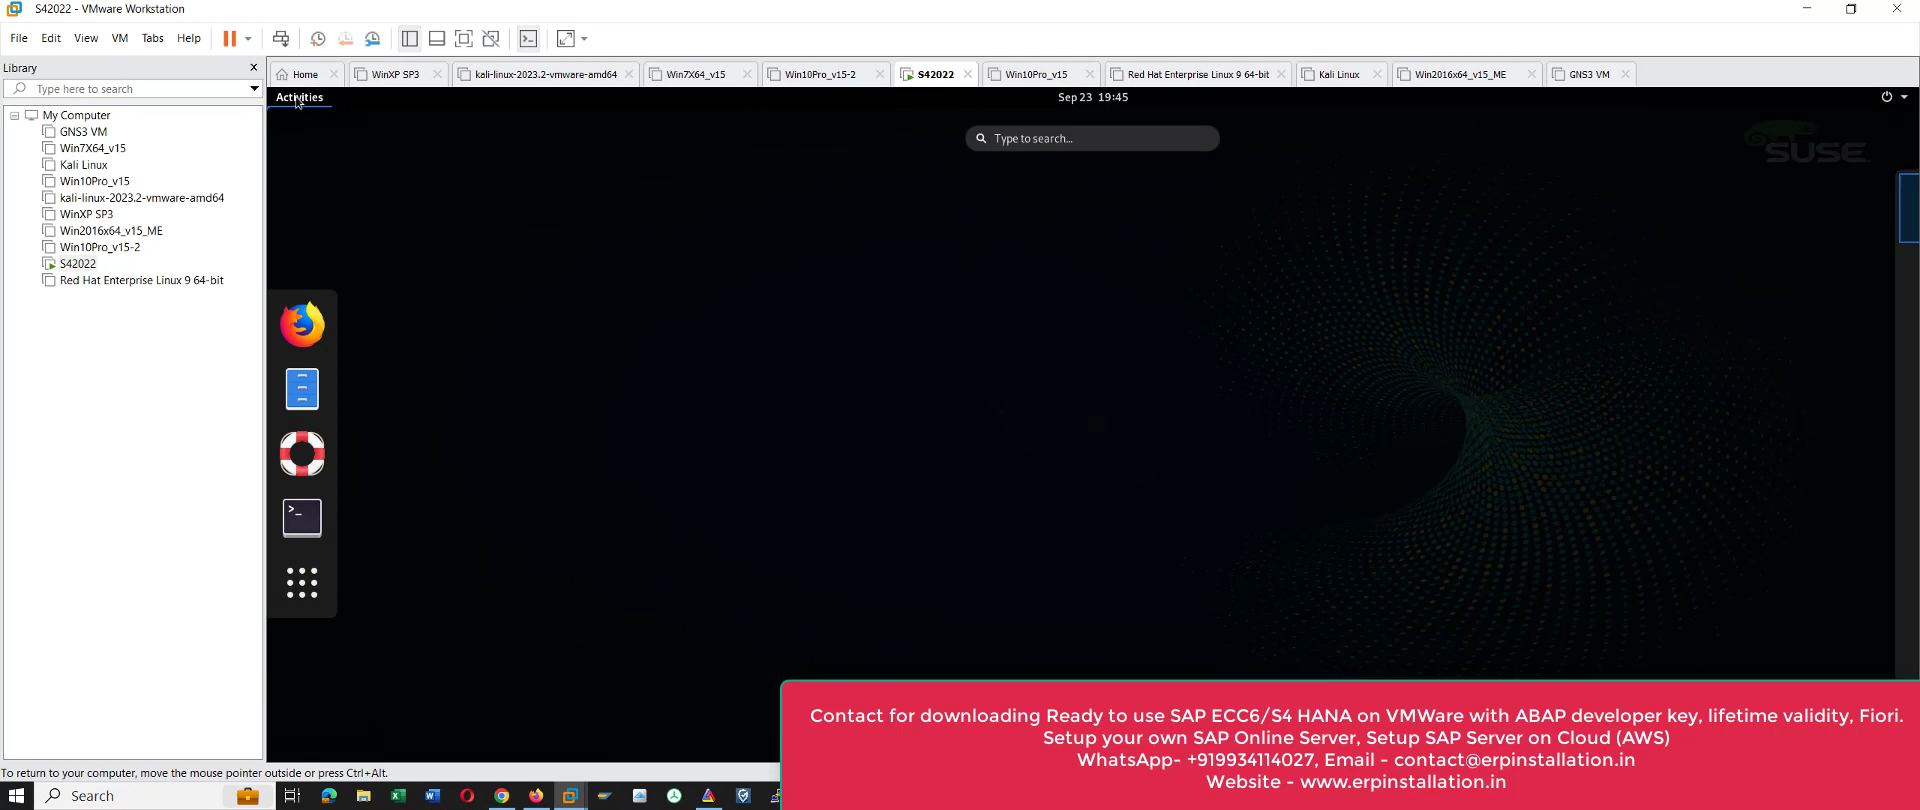 S42022 - VMware Workstation
File Edit View VM Tabs Help
Library
Home
WinXP SP3
kali-linux-2023.2-vmware-amd64
Win7X64_v15
Win10Pro_v15-2
S42022
Win10Pro_v15
Red Hat Enterprise Linux 9 64-bit
Kali Linux
Win2016x64_v15_ME
GNS3 VM
Type here to search
My Computer
GNS3 VM
Win7X64_v15
Kali Linux
Win10Pro_v15
kali-linux-2023.2-vmware-amd64
WinXP SP3
Win2016x64_v15_ME
Win10Pro_v15-2
S42022
Red Hat Enterprise Linux 9 64-bit
Activities
Sep 23 19:45
Type to search...
SUSE
Contact for downloading Ready to use SAP ECC6/S4 HANA on VMWare with ABAP developer key, lifetime validity, Fiori.
Setup your own SAP Online Server, Setup SAP Server on Cloud (AWS)
WhatsApp- +919934114027, Email - contact@erpinstallation.in
Website - www.erpinstallation.in
To return to your computer, move the mouse pointer outside or press Ctrl+Alt.
Search